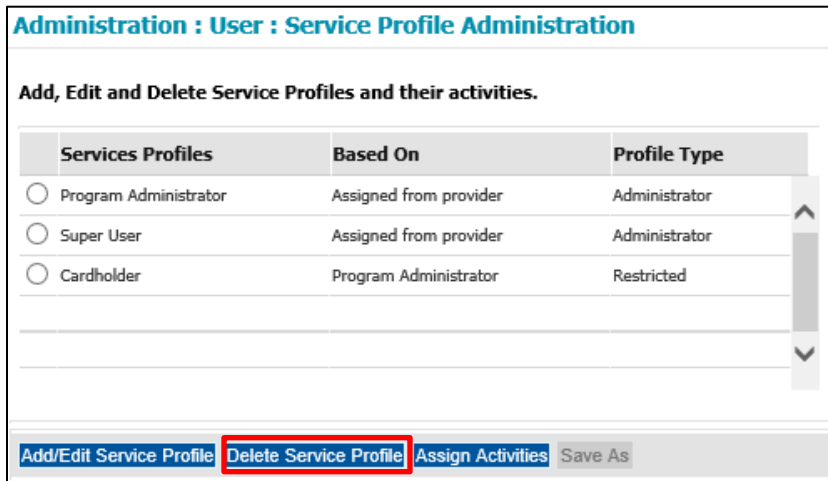 Administration : User : Service Profile Administration
Add, Edit and Delete Service Profiles and their activities.
Services Profiles Based On Profile Type
Program Administrator Assigned from provider Administrator
Super User Assigned from provider Administrator
Cardholder Program Administrator Restricted
Add/Edit Service Profile Delete Service Profile Assign Activities Save As